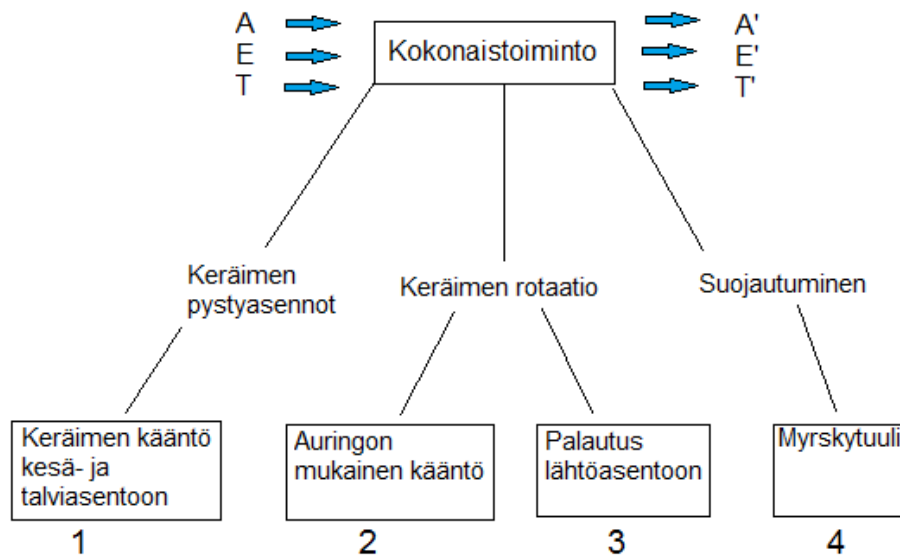 A
E
T
Kokonaistoiminto
A'
E'
T'
Keräimen
pystyasennot
Keräimen rotaatio
Suojautuminen
Keräimen kääntö
kesä- ja
talviasentoon
Auringon
mukainen kääntö
Palautus
lähtöasentoon
Myrskytuuli
1
2
3
4